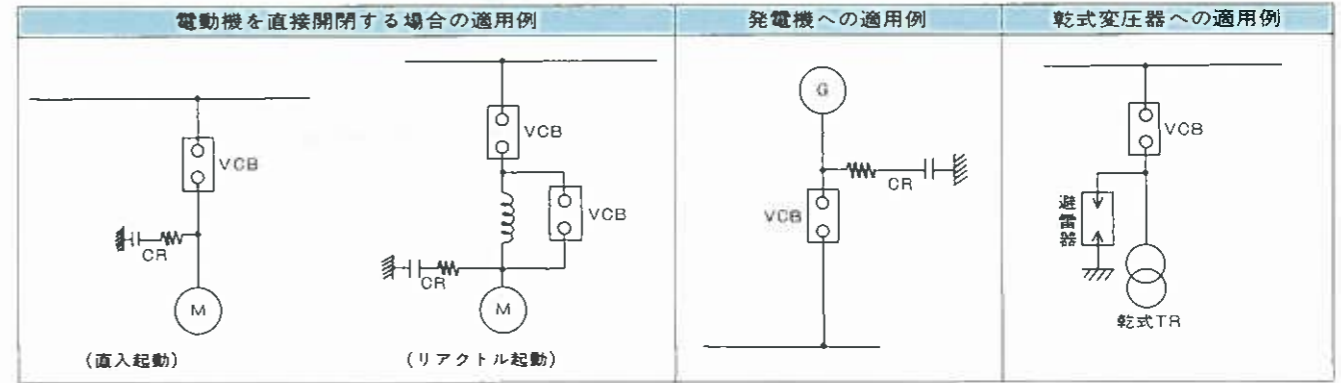 電動機を直接開閉する場合の適用例
発電機への適用例
乾式変圧器への適用例
VCB
CR
M
(直入起動)
VCB
VCB
CR
M
(リアクトル起動)
G
CR
VCB
VCB
避雷器
乾式TR